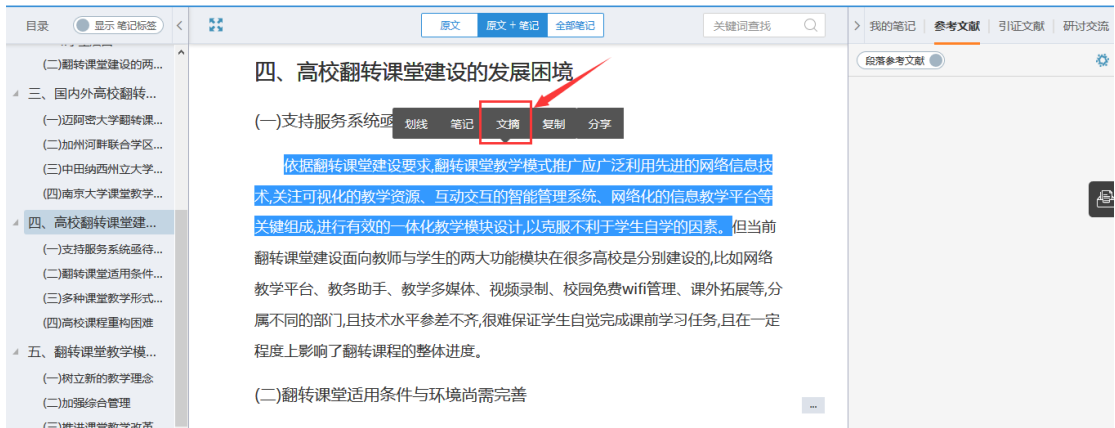 目录
显示 笔记标签
<
原文
原文 + 笔记
全部笔记
关键词查找
>
我的笔记
参考文献
引证文献
研讨交流
段落参考文献
(二)翻转课堂建设的两...
三、国内外高校翻转...
(一)迈阿密大学翻转课...
(二)加州河畔联合学区...
(三)中田纳西州立大学...
(四)南京大学课堂教学...
四、高校翻转课堂建...
(一)支持服务系统亟待...
(二)翻转课堂适用条件...
(三)多种课堂教学形式...
(四)高校课程重构困难
五、翻转课堂教学模...
(一)树立新的教学理念
(二)加强综合管理
(三)推进课堂教学改革
四、高校翻转课堂建设的发展困境
(一)支持服务系统亟
划线
笔记
文摘
复制
分享
依据翻转课堂建设要求,翻转课堂教学模式推广应广泛利用先进的网络信息技
术,关注可视化的教学资源、互动交互的智能管理系统、网络化的信息教学平台等
关键组成,进行有效的一体化教学模块设计,以克服不利于学生自学的因素。但当前
翻转课堂建设面向教师与学生的两大功能模块在很多高校是分别建设的,比如网络
教学平台、教务助手、教学多媒体、视频录制、校园免费wifi管理、课外拓展等,分
属不同的部门,且技术水平参差不齐,很难保证学生自觉完成课前学习任务,且在一定
程度上影响了翻转课程的整体进度。
(二)翻转课堂适用条件与环境尚需完善
...